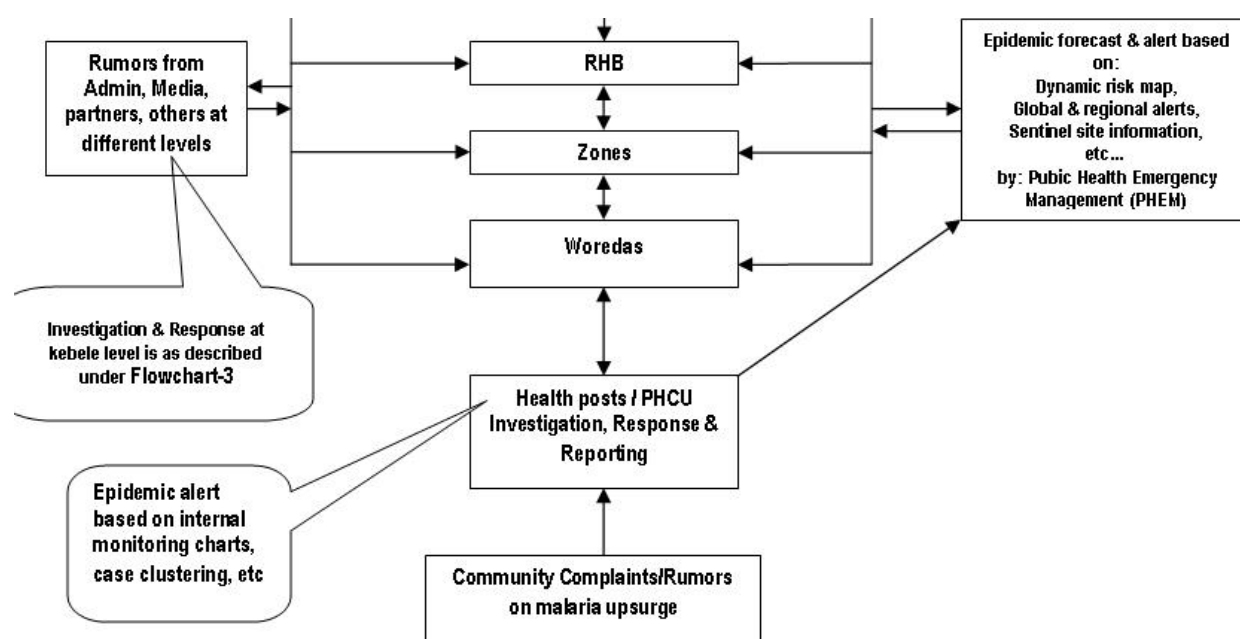 Rumors from
Admin, Media,
partners, others at
different levels
RHB
Zones
Woredas
Epidemic forecast & alert based
on:
Dynamic risk map,
Global & regional alerts,
Sentinel site information,
etc...
by: Pubic Health Emergency
Management (PHEM)
Investigation & Response at
kebele level is as described
under Flowchart-3
Health posts / PHCU
Investigation, Response &
Reporting
Epidemic alert
based on internal
monitoring charts,
case clustering, etc
Community Complaints/Rumors
on malaria upsurge